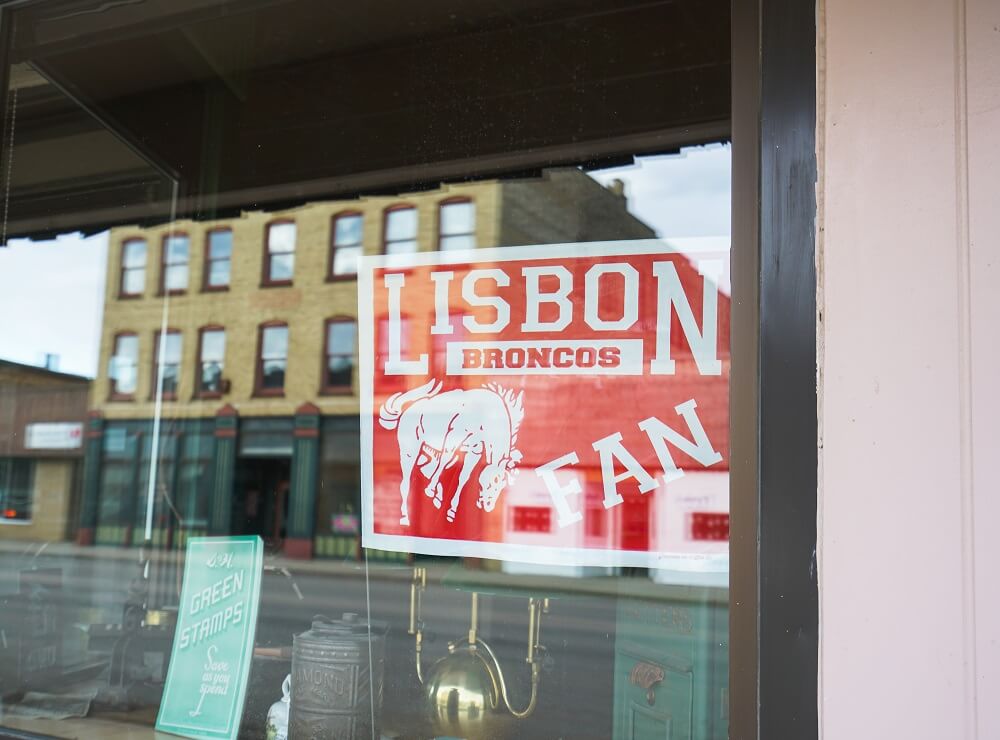 LISBON
BRONCOS
FAN
S&H
GREEN
STAMPS
Save
as you
spend